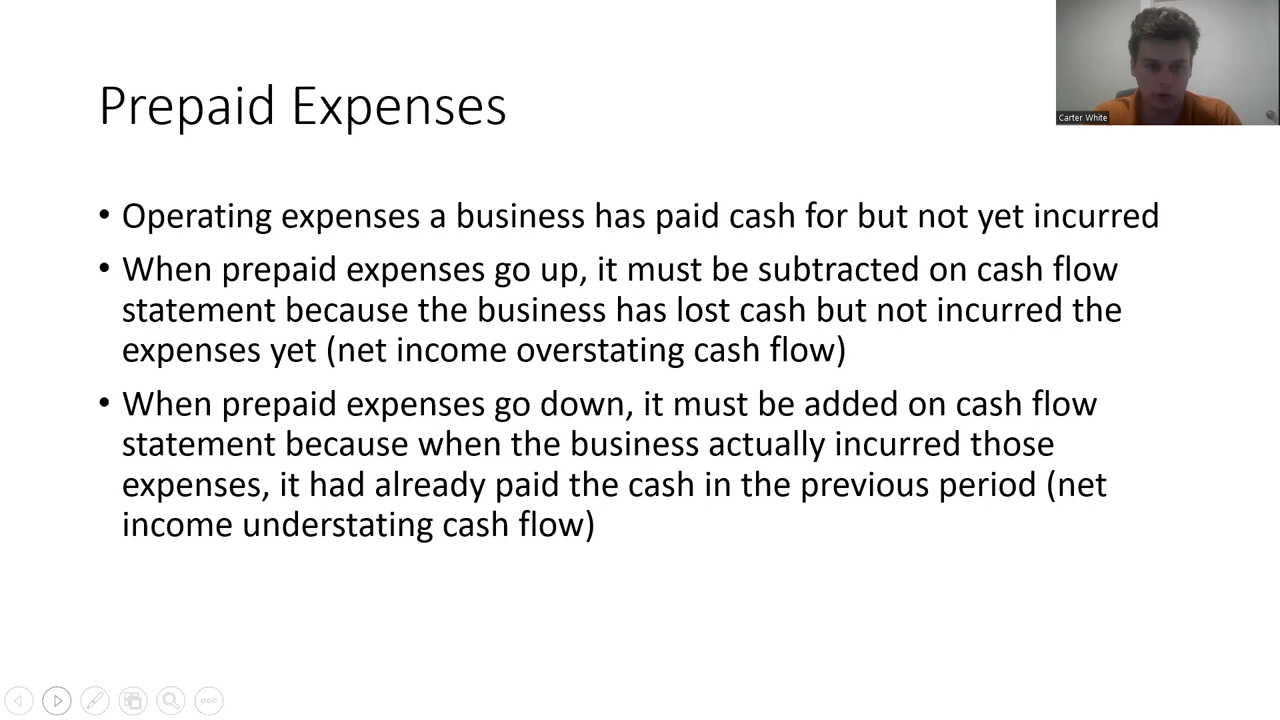 Prepaid Expenses
Carter White
• Operating expenses a business has paid cash for but not yet incurred
• When prepaid expenses go up, it must be subtracted on cash flow
statement because the business has lost cash but not incurred the
expenses yet (net income overstating cash flow)
• When prepaid expenses go down, it must be added on cash flow
statement because when the business actually incurred those
expenses, it had already paid the cash in the previous period (net
income understating cash flow)